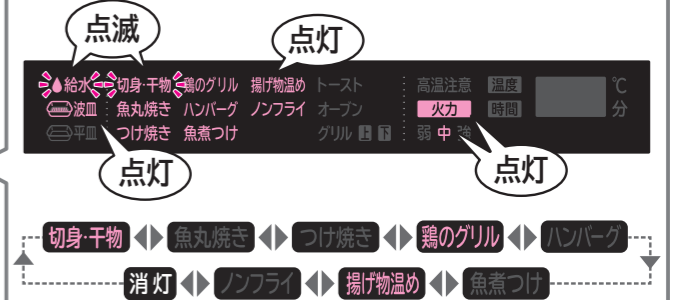 点滅
点灯
給水 切身・干物 鶏のグリル 揚げ物温め トースト 高温注意 温度 ℃
波皿 魚丸焼き ハンバーグ ノンフライ オーブン 火力 時間 分
平皿 つけ焼き 魚煮つけ グリル 上 下 弱 中 強
点灯
点灯
切身・干物 魚丸焼き つけ焼き 鶏のグリル ハンバーグ
消灯 ノンフライ 揚げ物温め 魚煮つけ